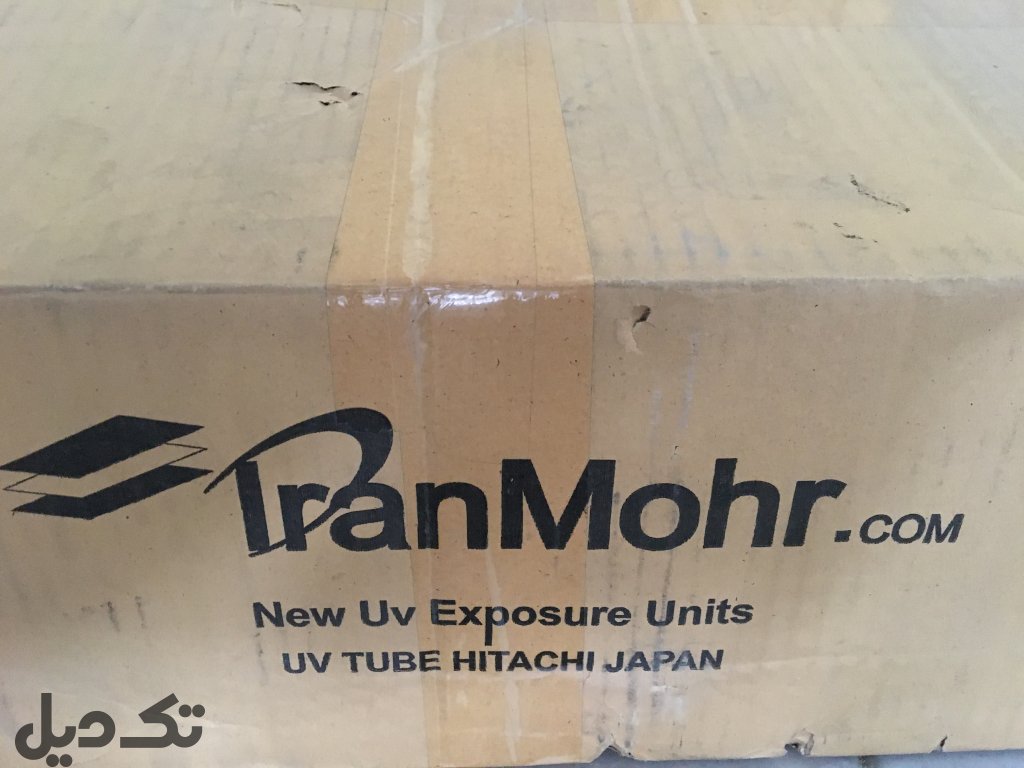 IranMohr.COM
New Uv Exposure Units
UV TUBE HITACHI JAPAN
تک دیل